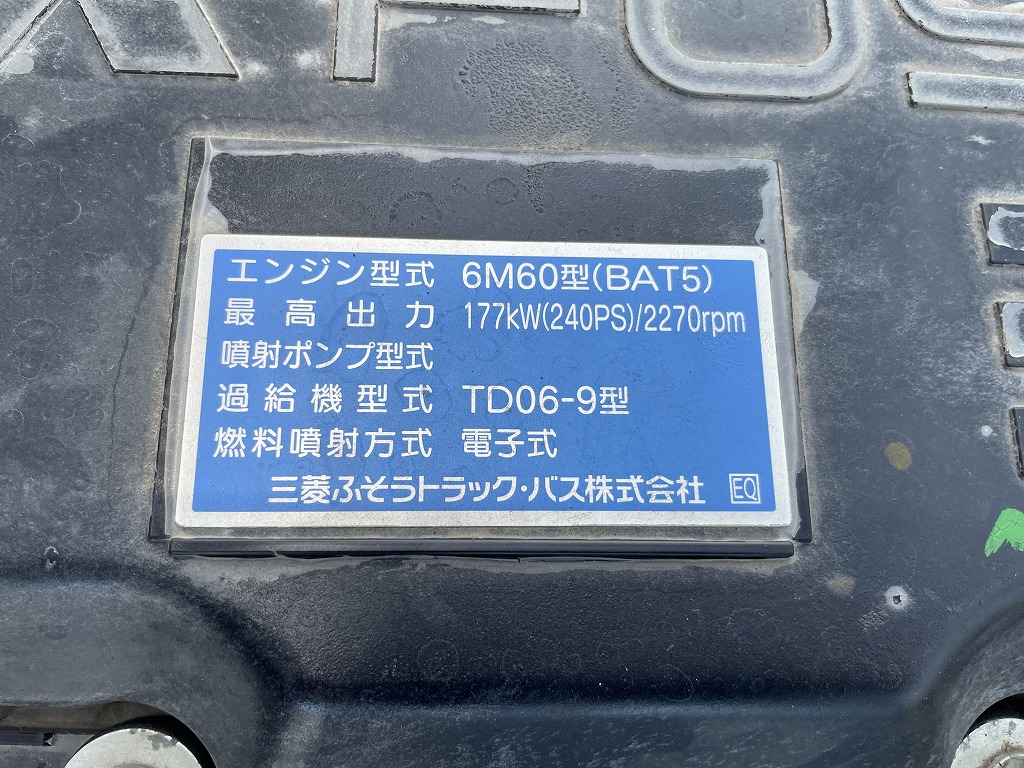 エンジン型式 6M60型(BAT5)
最高出力 177kW(240PS)/2270rpm
噴射ポンプ型式
過給機型式 TD06-9型
燃料噴射方式 電子式
三菱ふそうトラック・バス株式会社 EQ